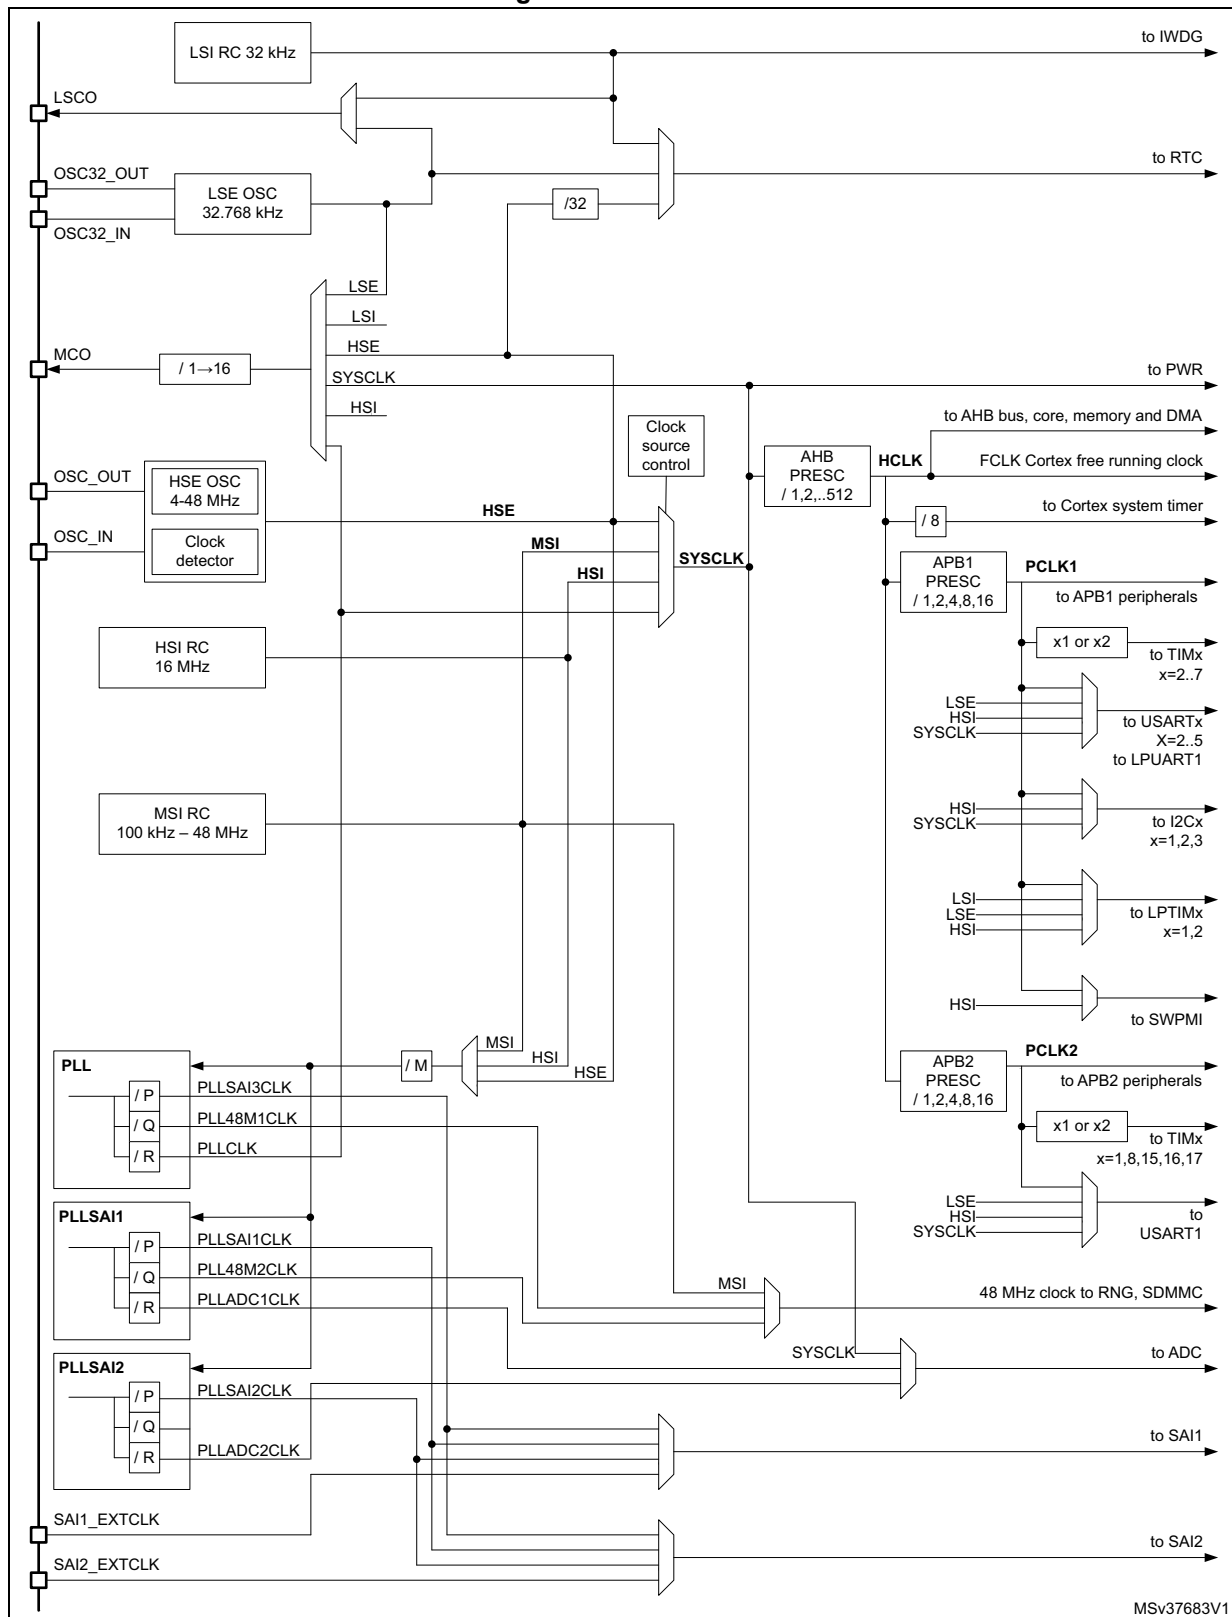 LSI RC 32 kHz
to IWDG
LSCO
to RTC
OSC32_OUT
LSE OSC
32.768 kHz
/32
OSC32_IN
LSE
LSI
MCO
HSE
/ 1→16
SYSCLK
to PWR
HSI
to AHB bus, core, memory and DMA
Clock
source
control
AHB
PRESC
/ 1,2,..512
HCLK
FCLK Cortex free running clock
OSC_OUT
HSE OSC
4-48 MHz
to Cortex system timer
HSE
/ 8
OSC_IN
Clock
detector
MSI
SYSCLK
HSI
APB1
PRESC
/ 1,2,4,8,16
PCLK1
to APB1 peripherals
HSI RC
16 MHz
x1 or x2
to TIMx
x=2..7
LSE
HSI
SYSCLK
to USARTx
X=2..5
to LPUART1
MSI RC
100 kHz – 48 MHz
HSI
SYSCLK
to I2Cx
x=1,2,3
LSI
LSE
HSI
to LPTIMx
x=1,2
HSI
to SWPMI
MSI
HSI
HSE
/ M
PLL
/ P
PLLSAI3CLK
/ Q
PLL48M1CLK
/ R
PLLCLK
APB2
PRESC
/ 1,2,4,8,16
PCLK2
to APB2 peripherals
x1 or x2
to TIMx
x=1,8,15,16,17
LSE
HSI
SYSCLK
to
USART1
PLLSAI1
/ P
PLLSAI1CLK
/ Q
PLL48M2CLK
/ R
PLLADC1CLK
MSI
48 MHz clock to RNG, SDMMC
SYSCLK
to ADC
PLLSAI2
/ P
PLLSAI2CLK
/ Q
/ R
PLLADC2CLK
to SAI1
SAI1_EXTCLK
to SAI2
SAI2_EXTCLK
MSv37683V1